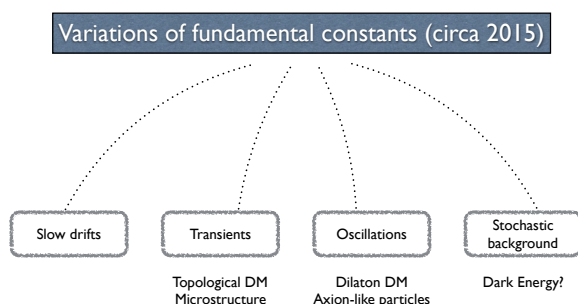 Variations of fundamental constants (circa 2015)
Slow drifts
Transients
Oscillations
Stochastic
background
Topological DM
Microstructure
Dilaton DM
Axion-like particles
Dark Energy?